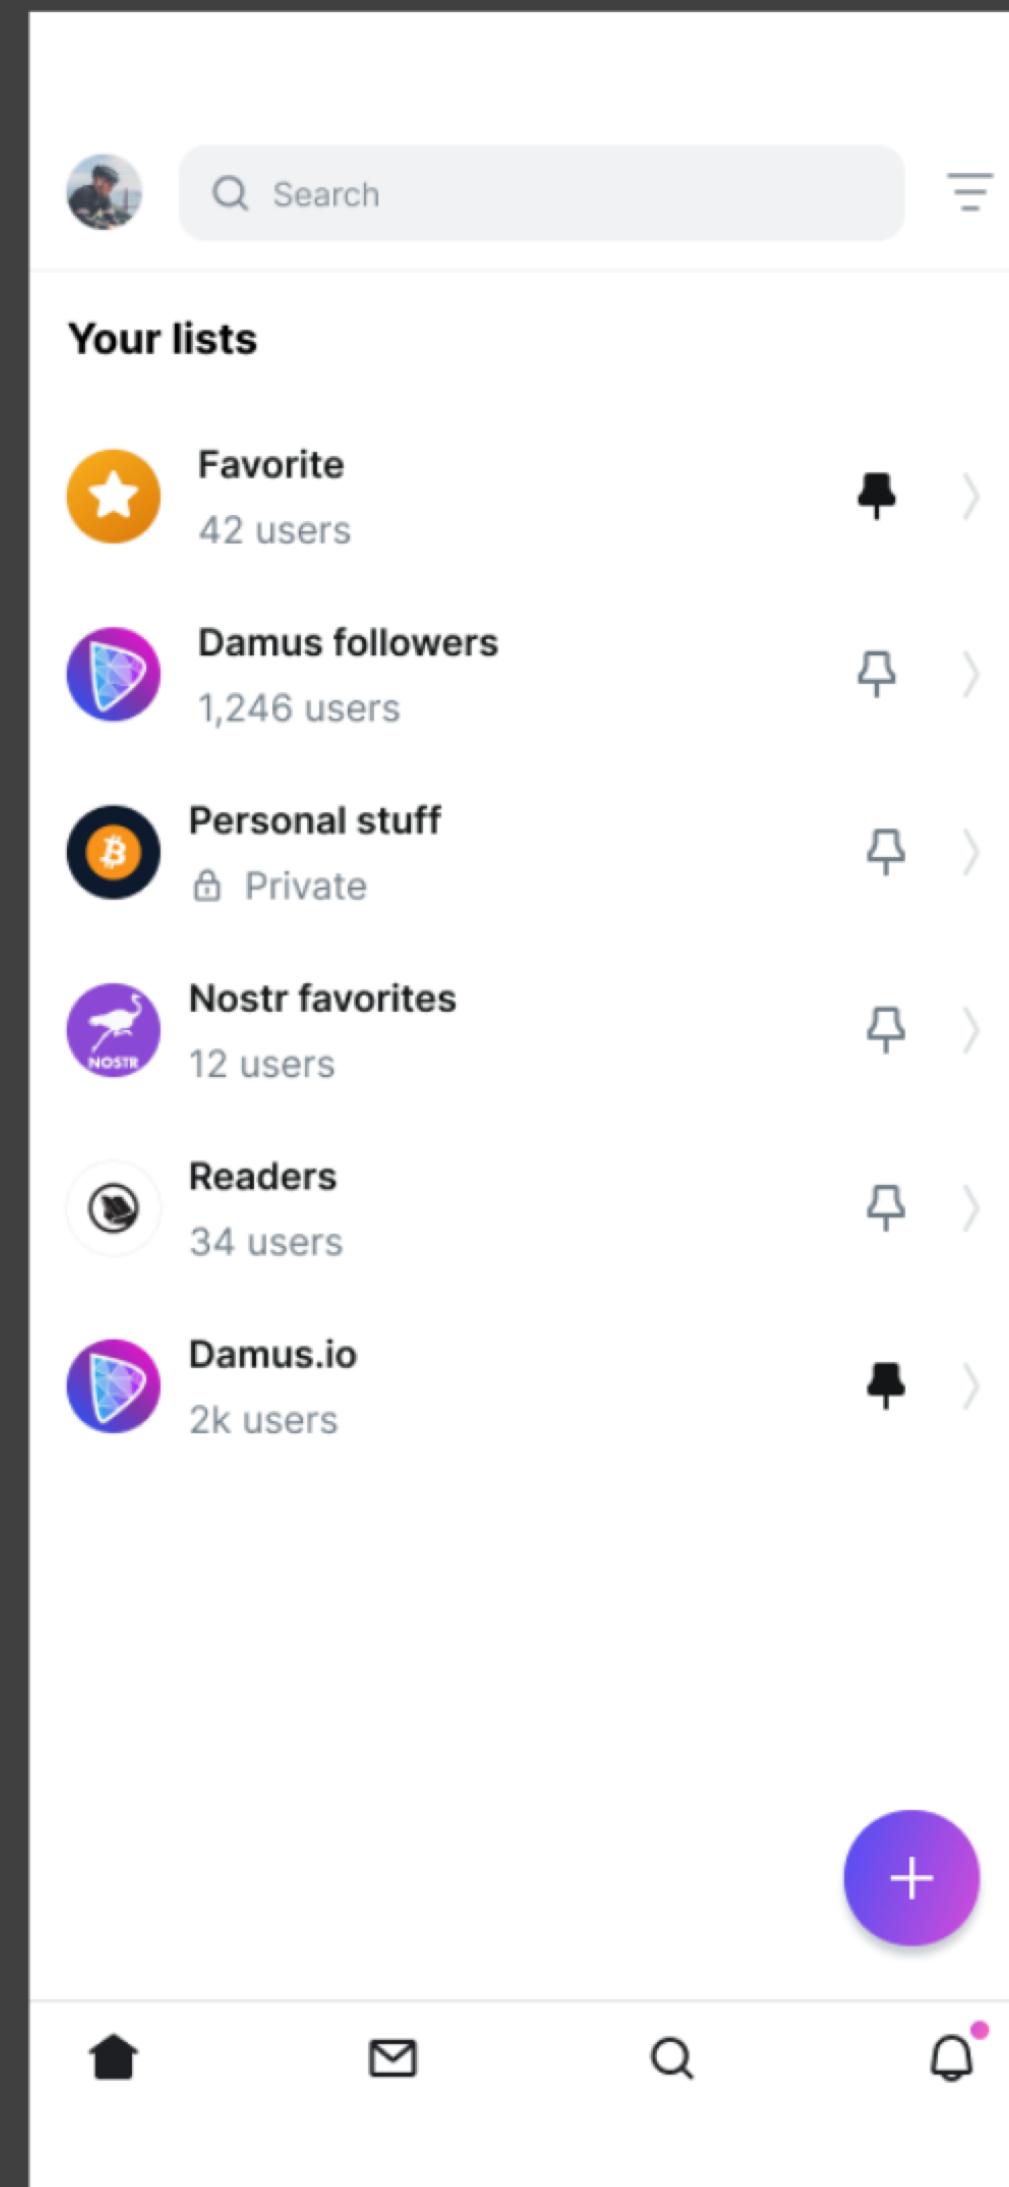 Search
Your lists
Favorite
42 users
Damus followers
1,246 users
Personal stuff
Private
Nostr favorites
12 users
NOSTR
Readers
34 users
Damus.io
2k users